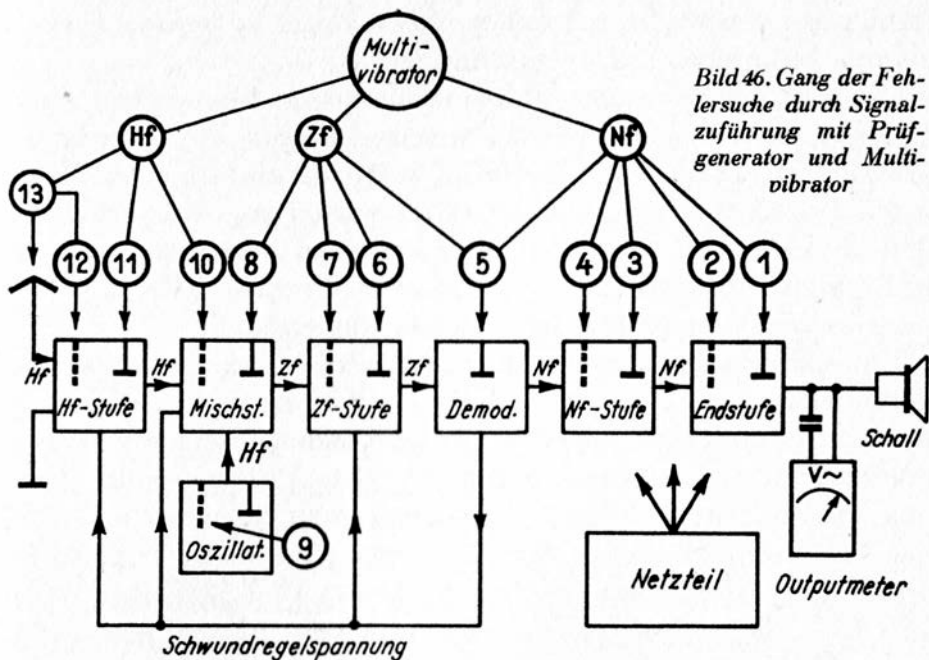 Multi-
vibrator
Bild 46. Gang der Feh-
lersuche durch Signal-
zuführung mit Prüf-
generator und Multi-
vibrator
Hf
Zf
Nf
13
12
11
10
8
7
6
5
4
3
2
1
Hf
Hf
Zf
Zf
Nf
Nf
Hf-Stufe
Mischst.
Zf-Stufe
Demod.
Nf-Stufe
Endstufe
Schall
Hf
V~
Oszillat.
9
Netzteil
Outputmeter
Schwundregelspannung